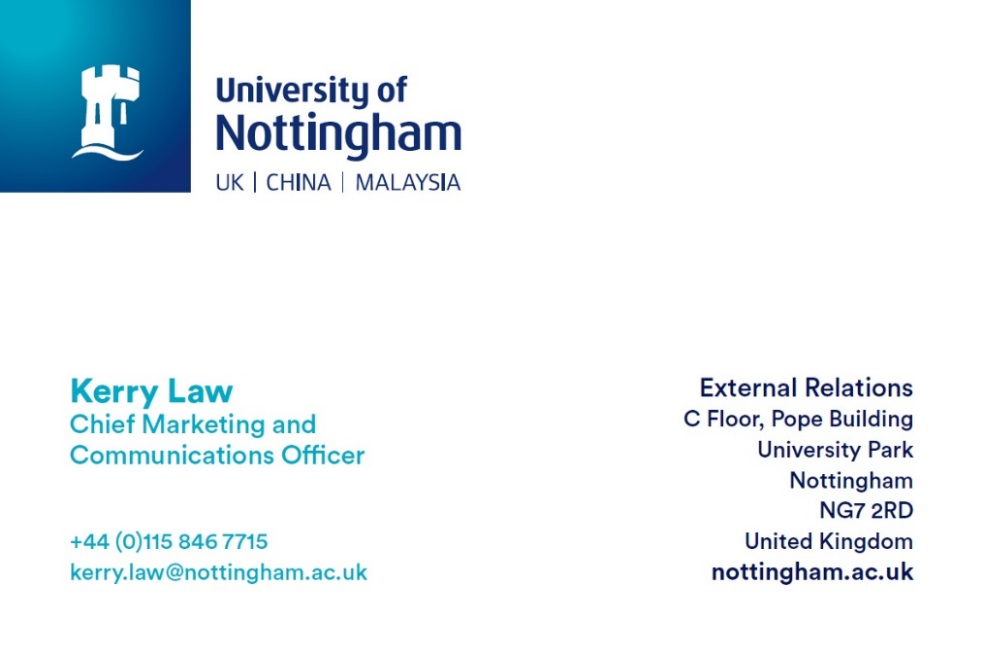 University of
Nottingham
UK | CHINA | MALAYSIA
Kerry Law
Chief Marketing and
Communications Officer
+44 (0)115 846 7715
kerry.law@nottingham.ac.uk
External Relations
C Floor, Pope Building
University Park
Nottingham
NG7 2RD
United Kingdom
nottingham.ac.uk